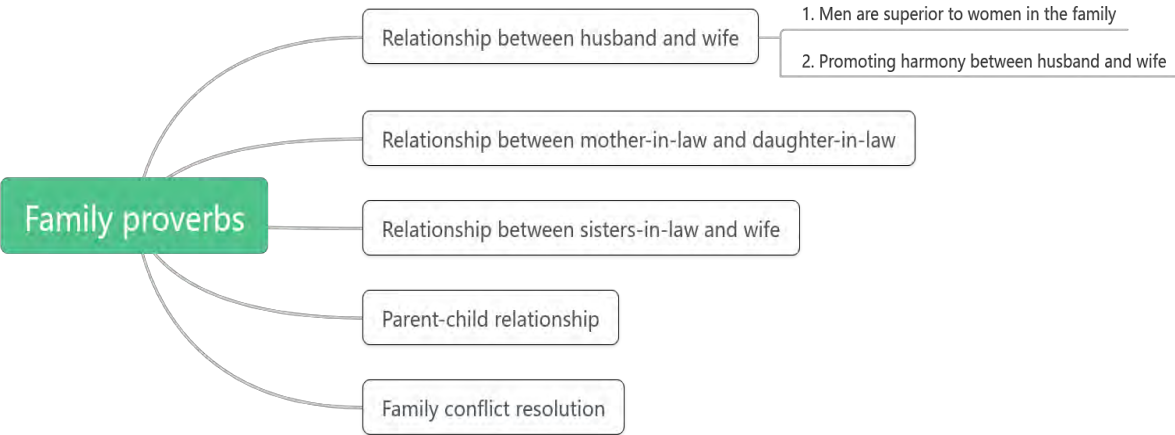 Family proverbs
Relationship between husband and wife
1. Men are superior to women in the family
2. Promoting harmony between husband and wife
Relationship between mother-in-law and daughter-in-law
Relationship between sisters-in-law and wife
Parent-child relationship
Family conflict resolution